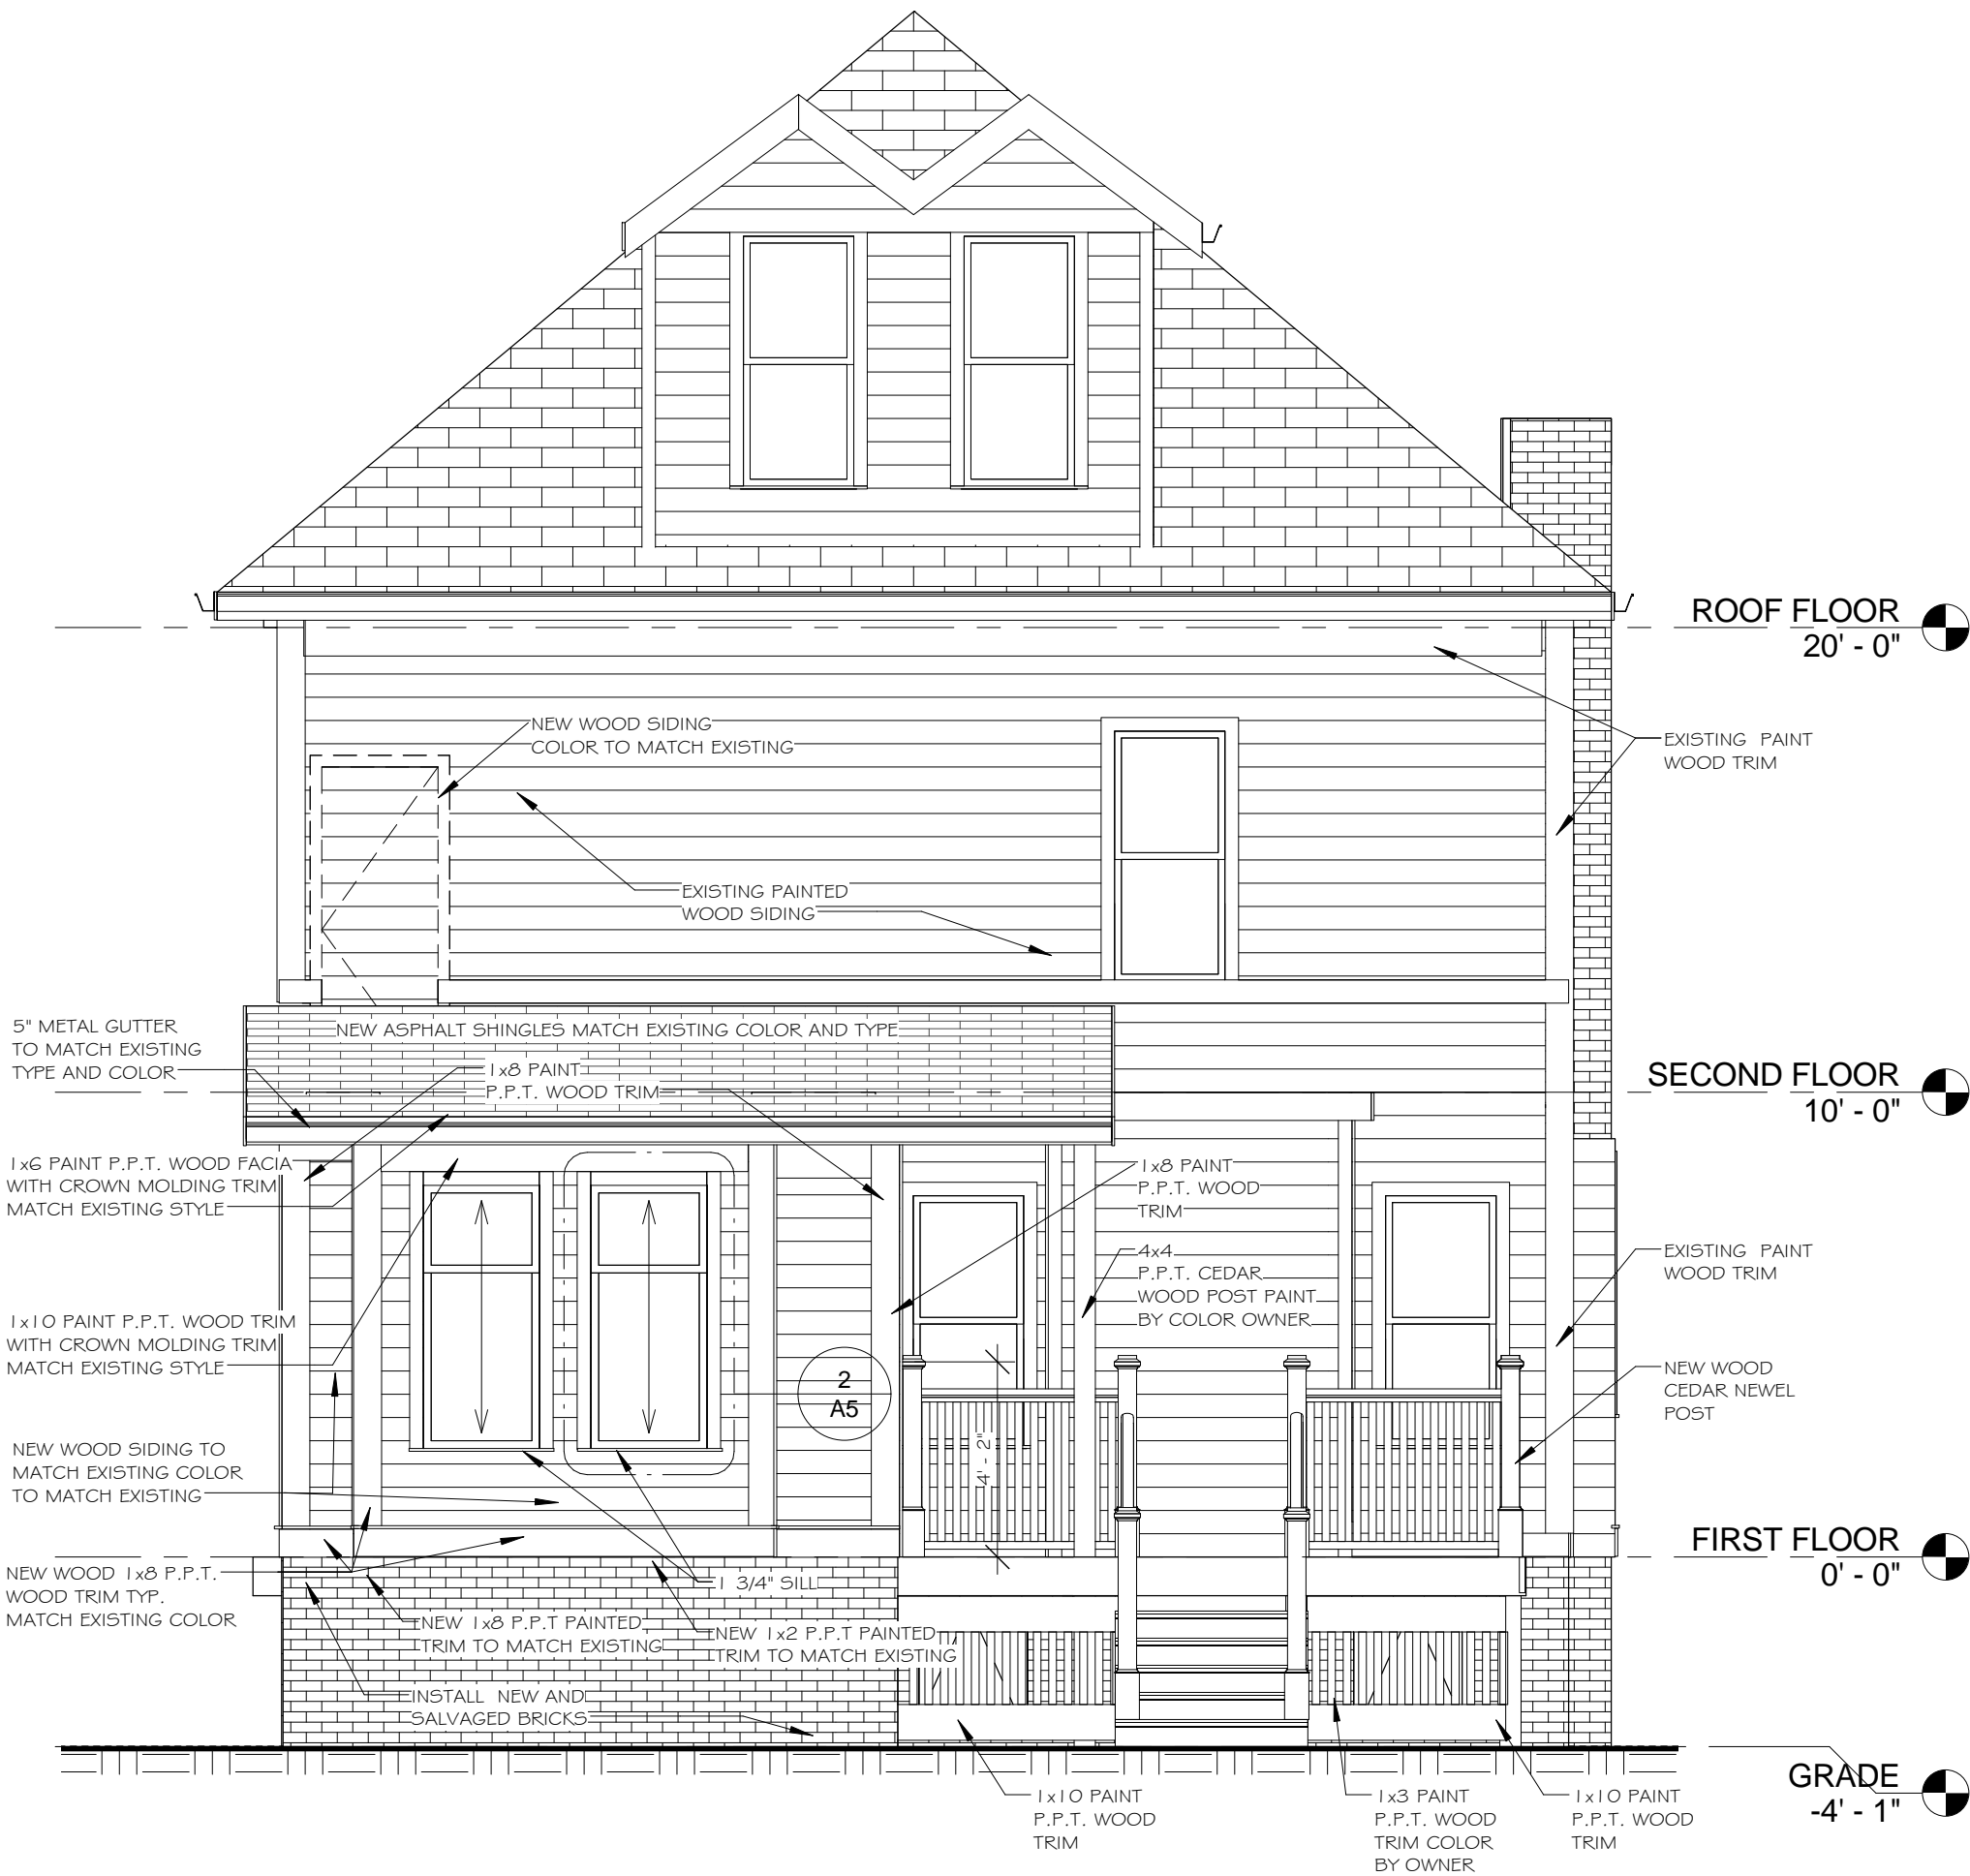 ROOF FLOOR
20' - 0"
NEW WOOD SIDING
COLOR TO MATCH EXISTING
EXISTING PAINT
WOOD TRIM
EXISTING PAINTED
WOOD SIDING
5" METAL GUTTER
TO MATCH EXISTING
TYPE AND COLOR
NEW ASPHALT SHINGLES MATCH EXISTING COLOR AND TYPE
1x8 PAINT
P.P.T. WOOD TRIM
SECOND FLOOR
10' - 0"
1x6 PAINT P.P.T. WOOD FACIA
WITH CROWN MOLDING TRIM
MATCH EXISTING STYLE
1x8 PAINT
P.P.T. WOOD
TRIM
4x4
P.P.T. CEDAR
WOOD POST PAINT
BY COLOR OWNER
EXISTING PAINT
WOOD TRIM
1x10 PAINT P.P.T. WOOD TRIM
WITH CROWN MOLDING TRIM
MATCH EXISTING STYLE
2
A5
NEW WOOD
CEDAR NEWEL
POST
4' - 2"
NEW WOOD SIDING TO
MATCH EXISTING COLOR
TO MATCH EXISTING
FIRST FLOOR
0' - 0"
NEW WOOD 1x8 P.P.T.
WOOD TRIM TYP.
MATCH EXISTING COLOR
1 3/4" SILL
NEW 1x8 P.P.T PAINTED
TRIM TO MATCH EXISTING
NEW 1x2 P.P.T PAINTED
TRIM TO MATCH EXISTING
INSTALL NEW AND
SALVAGED BRICKS
GRADE
-4' - 1"
1x10 PAINT
P.P.T. WOOD
TRIM
1x3 PAINT
P.P.T. WOOD
TRIM COLOR
BY OWNER
1x10 PAINT
P.P.T. WOOD
TRIM